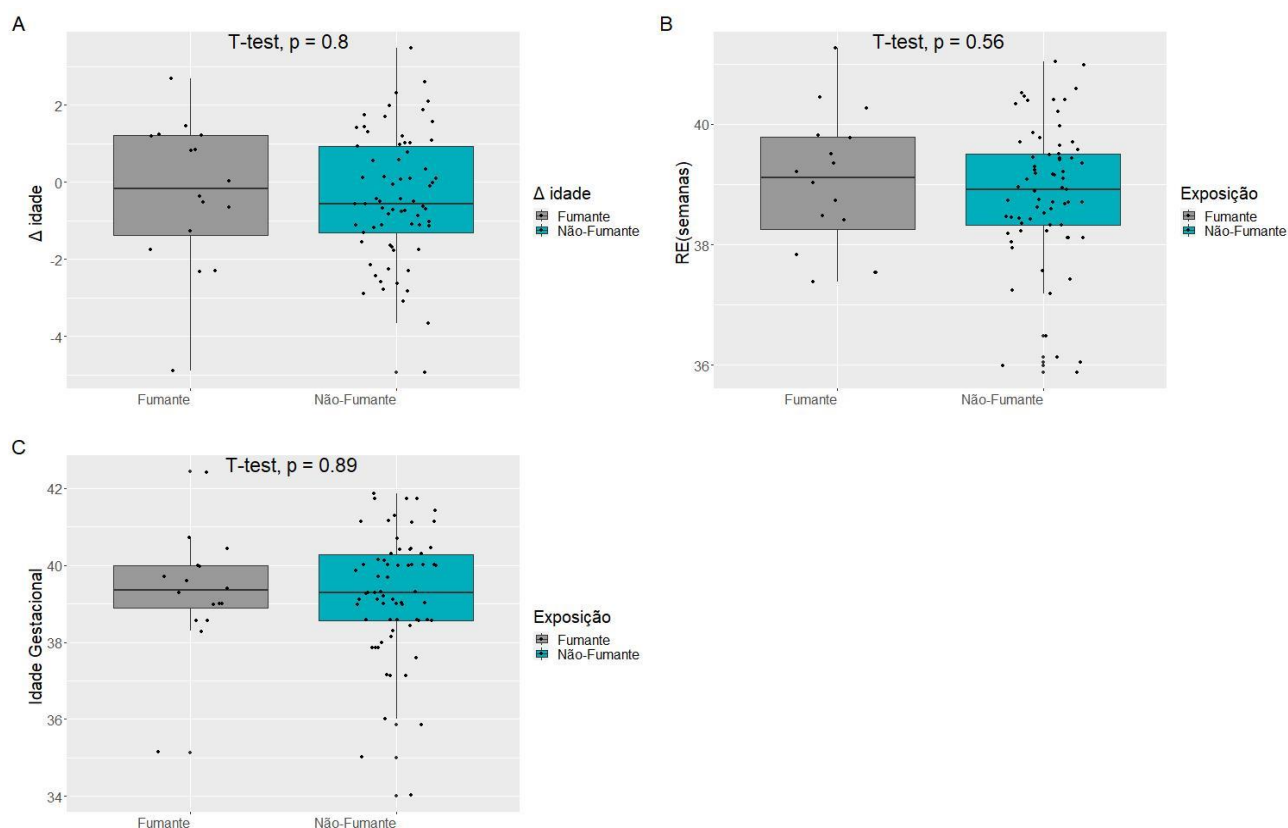 A
T-test, p = 0.8
Δ idade
2
0
-2
-4
Fumante
Não-Fumante
Δ idade
Fumante
Não-Fumante
B
T-test, p = 0.56
RE(semanas)
40
38
36
Fumante
Não-Fumante
Exposição
Fumante
Não-Fumante
C
T-test, p = 0.89
Idade Gestacional
42
40
38
36
34
Fumante
Não-Fumante
Exposição
Fumante
Não-Fumante